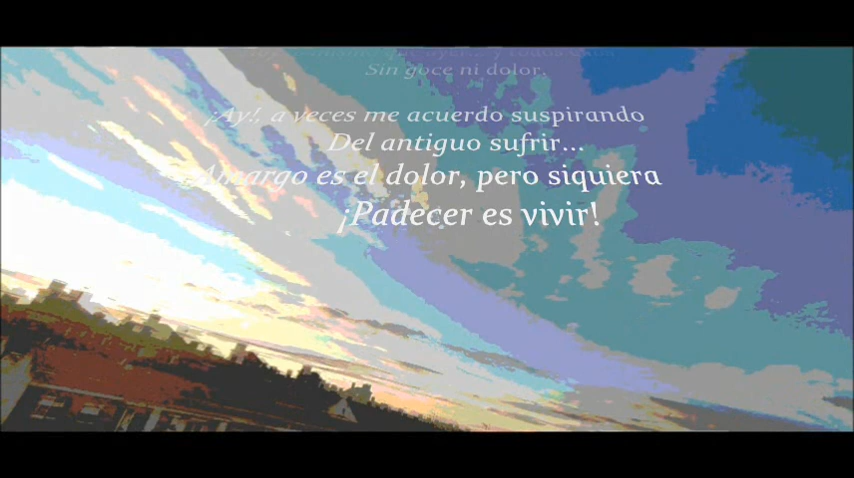 Sin goce ni dolor.
¡Ay!, a veces me acuerdo suspirando
Del antiguo sufrir...
Amargo es el dolor, pero siquiera
¡Padecer es vivir!